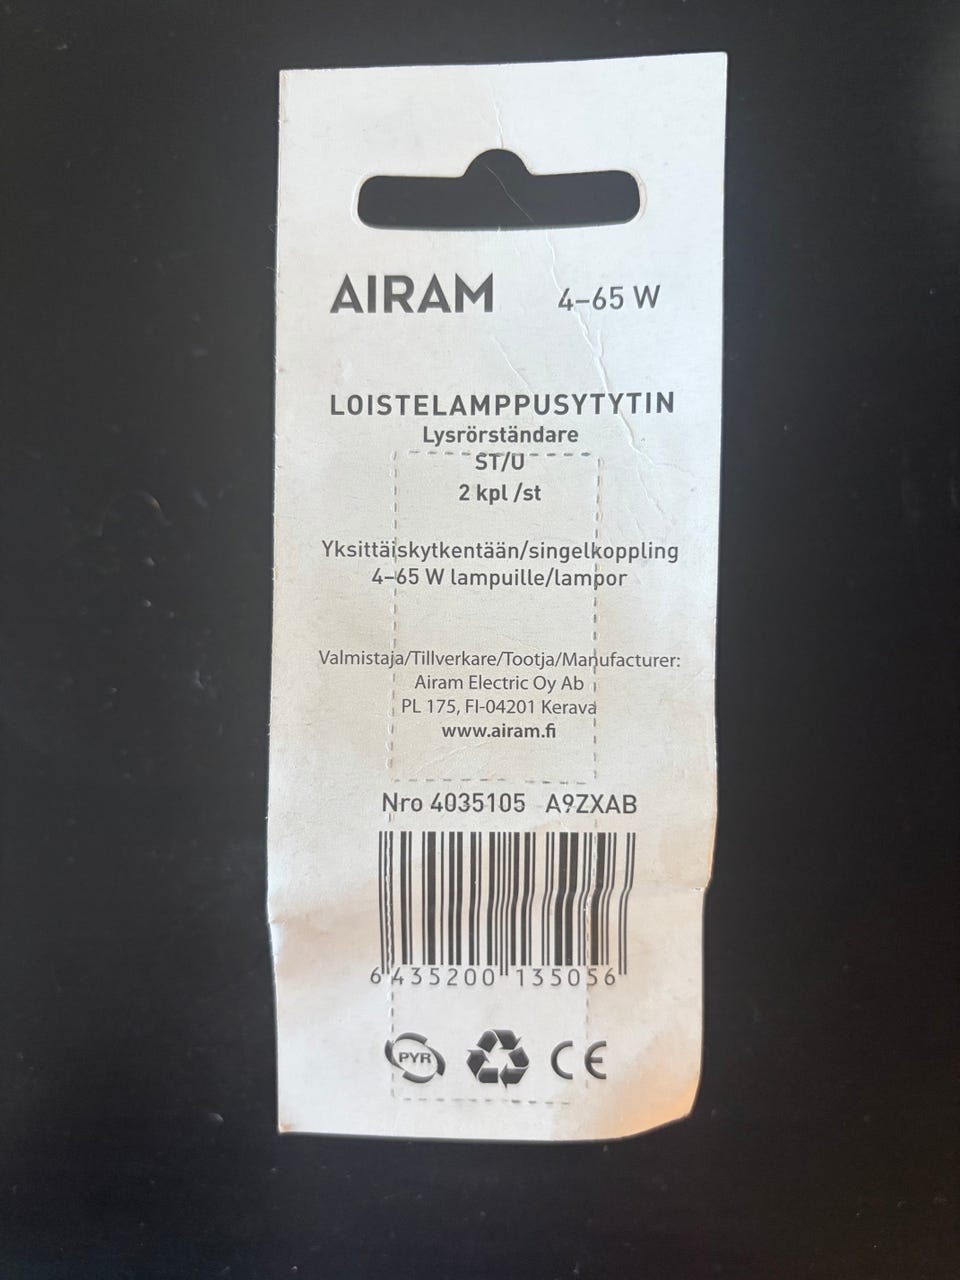 AIRAM 4–65 W
LOISTELAMPPUSYTYTIN
Lysrörständare
ST/U
2 kpl /st
Yksittäiskytkentään/singelkoppling
4–65 W lampuille/lampor
Valmistaja/Tillverkare/Tootja/Manufacturer:
Airam Electric Oy Ab
PL 175, FI-04201 Kerava
www.airam.fi
Nro 4035105 A9ZXAB
6 435200 135056
PYR CE